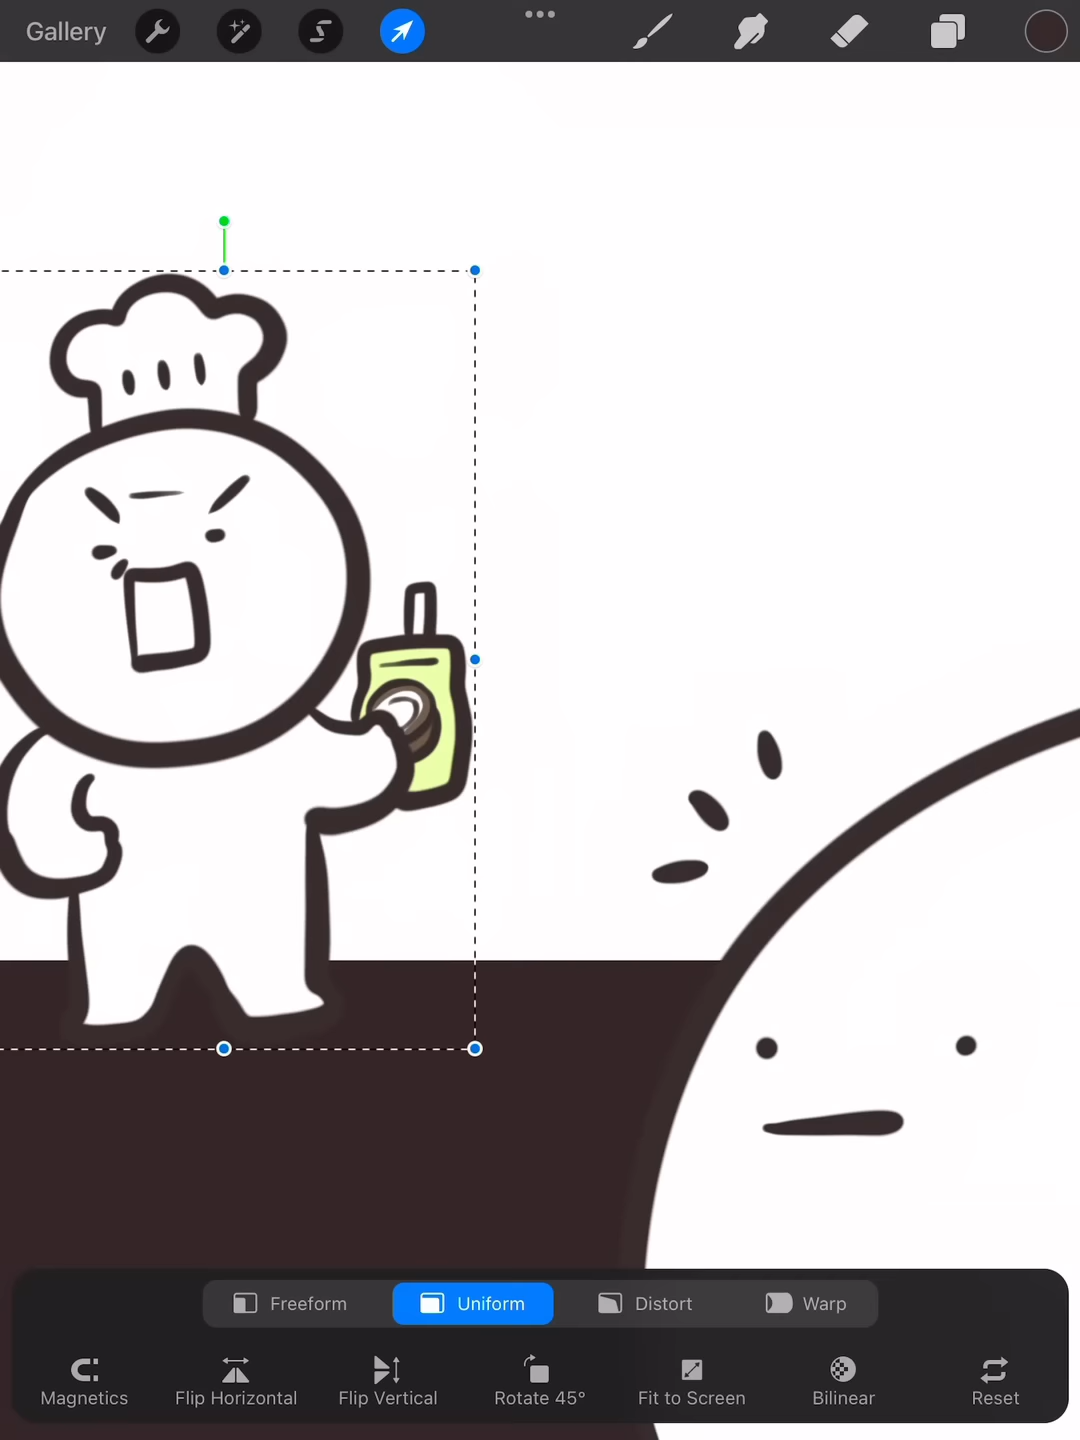 Gallery
Freeform
Uniform
Distort
Warp
Magnetics
Flip Horizontal
Flip Vertical
Rotate 45°
Fit to Screen
Bilinear
Reset